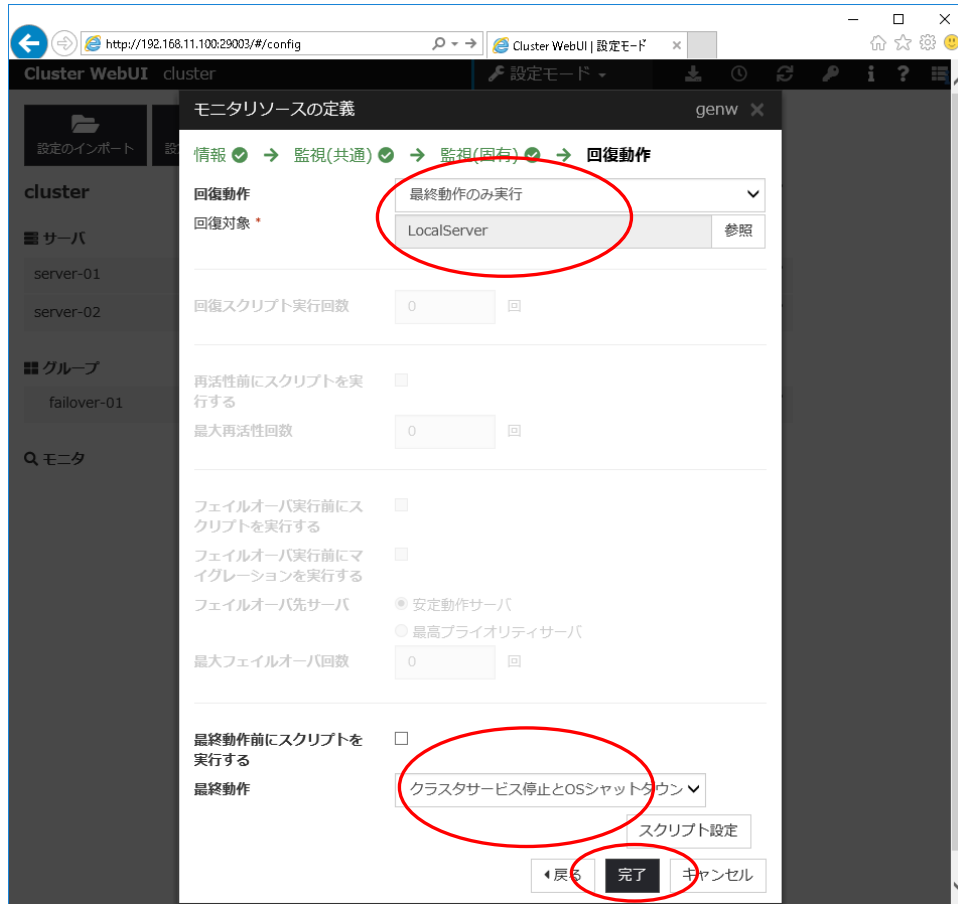 http://192.168.11.100:29003/#/config
Cluster WebUI | 設定モード
Cluster WebUI cluster
設定モード
設定のインポート
設
cluster
サーバ
server-01
server-02
グループ
failover-01
モニタ
モニタリソースの定義
genw
情報 → 監視(共通) → 監視(固有) → 回復動作
回復動作
最終動作のみ実行
回復対象 *
LocalServer
参照
回復スクリプト実行回数
0
回
再活性前にスクリプトを実
行する
最大再活性回数
0
回
フェイルオーバ実行前にス
クリプトを実行する
フェイルオーバ実行前にマ
イグレーションを実行する
フェイルオーバ先サーバ
安定動作サーバ
最高プライオリティサーバ
最大フェイルオーバ回数
0
回
最終動作前にスクリプトを
実行する
最終動作
クラスタサービス停止とOSシャットダウン
スクリプト設定
戻る
完了
キャンセル